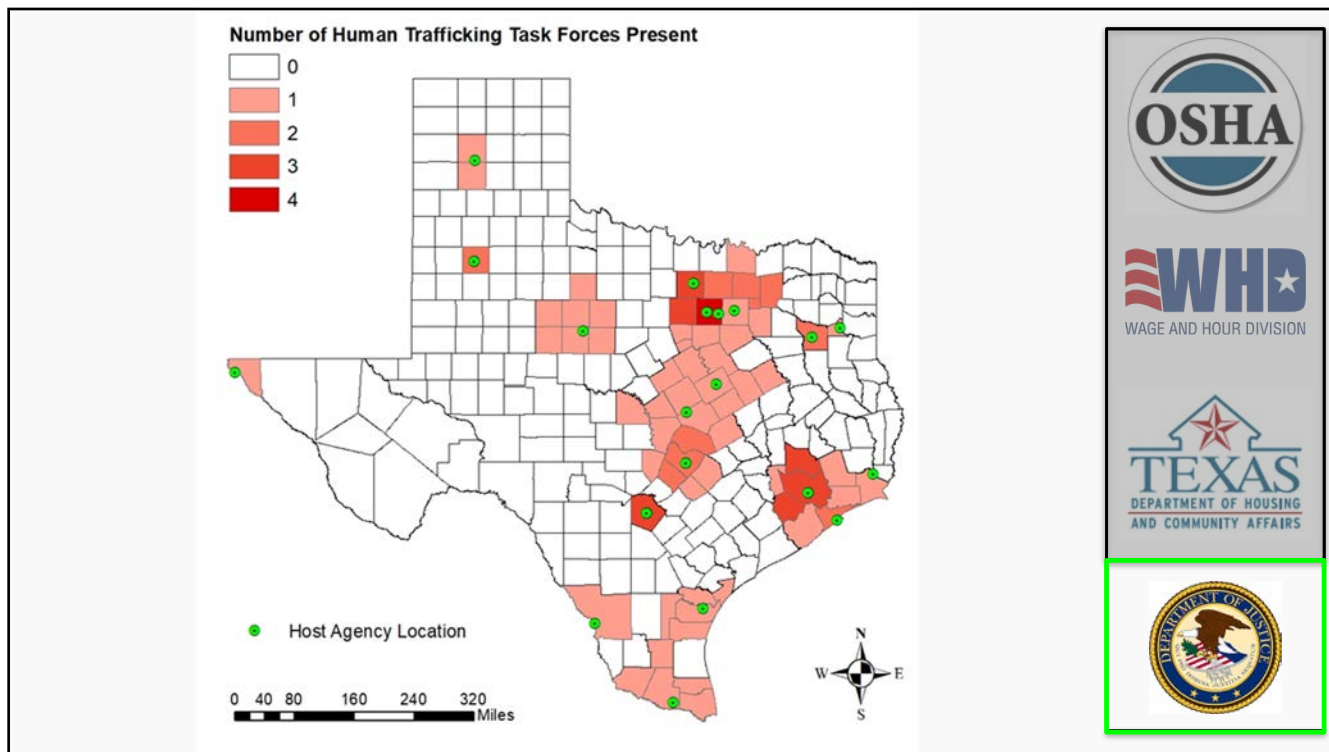 Number of Human Trafficking Task Forces Present
0
1
2
3
4
Host Agency Location
0 40 80 160 240 320
Miles
N
W E
S
OSHA
WHD
WAGE AND HOUR DIVISION
TEXAS
DEPARTMENT OF HOUSING
AND COMMUNITY AFFAIRS
DEPARTMENT OF JUSTICE